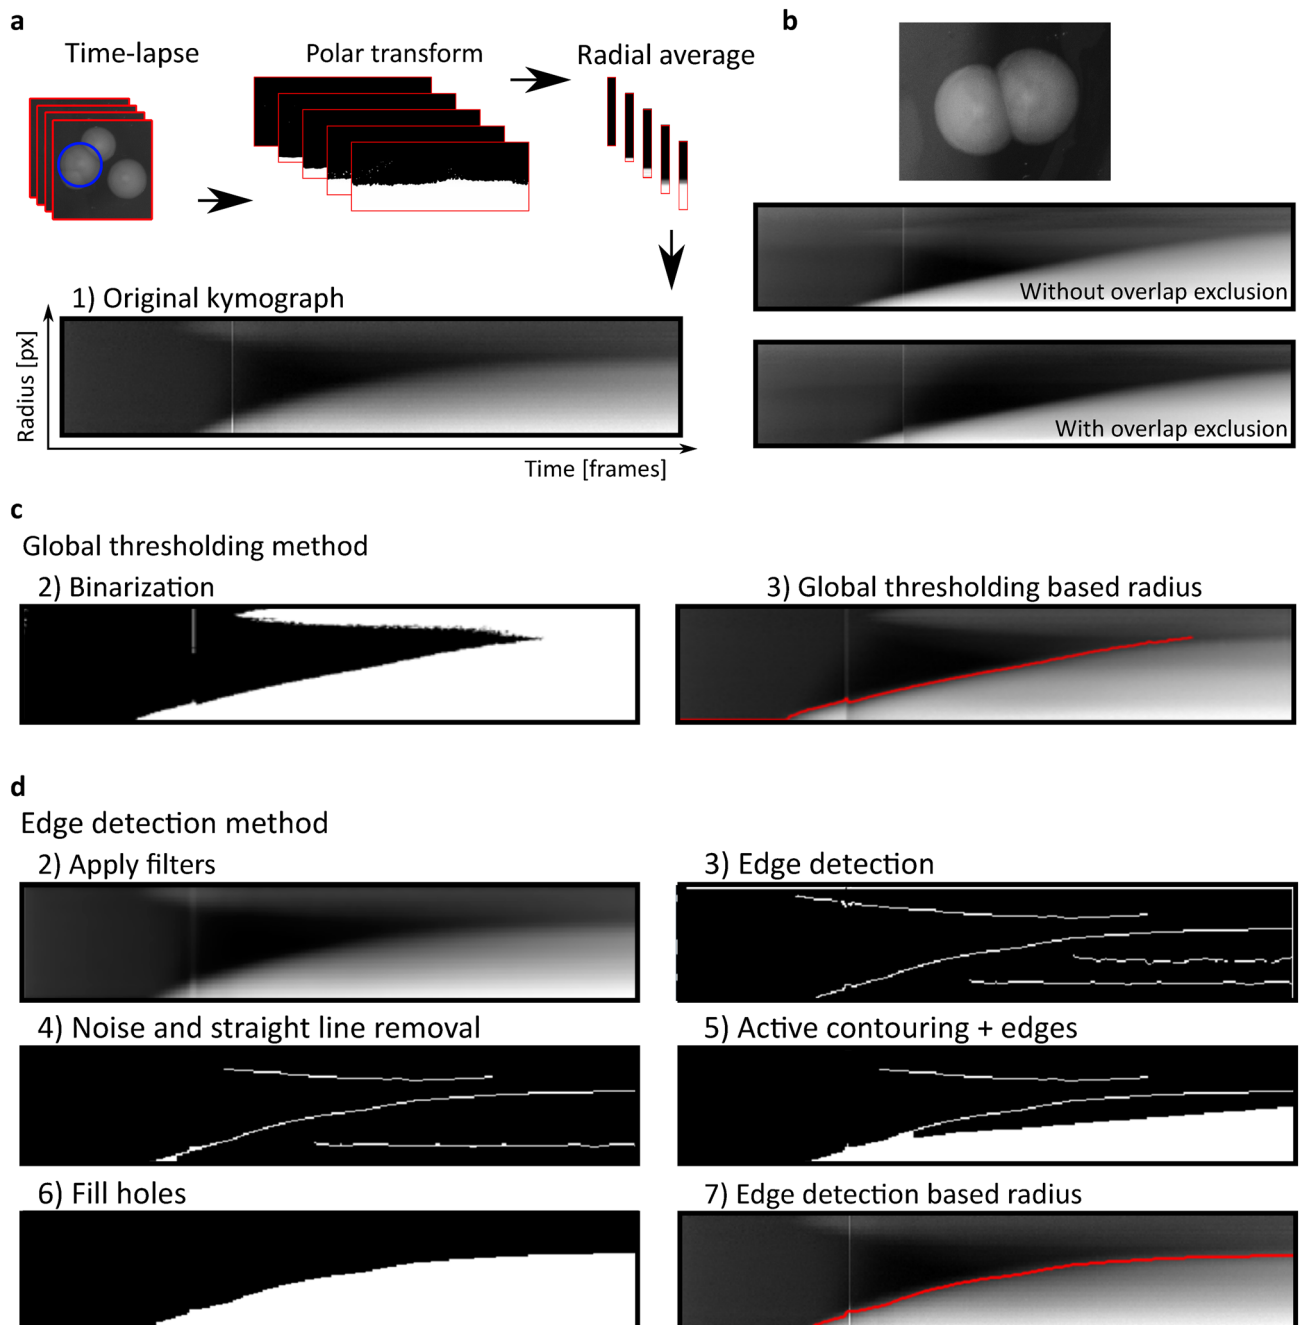 a
Time-lapse
Polar transform
Radial average
1) Original kymograph
Radius [px]
Time [frames]
b
Without overlap exclusion
With overlap exclusion
c
Global thresholding method
2) Binarization
3) Global thresholding based radius
d
Edge detection method
2) Apply filters
3) Edge detection
4) Noise and straight line removal
5) Active contouring + edges
6) Fill holes
7) Edge detection based radius